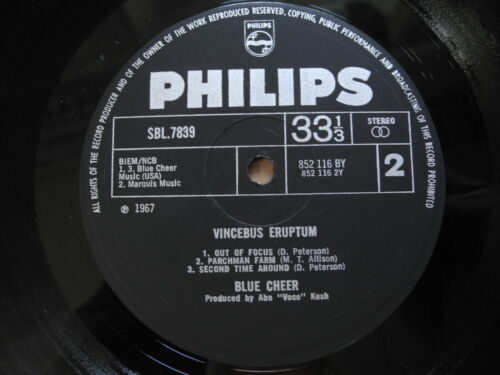 ALL RIGHTS OF THE RECORD PRODUCER AND OF THE OWNER OF THE WORK REPRODUCED RESERVED. COPYING, PUBLIC PERFORMANCE AND BROADCASTING OF THIS RECORD PROHIBITED
PHILIPS
PHILIPS
SBL.7839
33 1/3
STEREO
BIEM/NCB
1. 3. Blue Cheer
Music (USA)
2. Marquis Music
852 116 BY
852 116 2Y
2
℗ 1967
VINCEBUS ERUPTUM
1. OUT OF FOCUS (D. Peterson)
2. PARCHMAN FARM (M. T. Allison)
3. SECOND TIME AROUND (D. Peterson)
BLUE CHEER
Produced by Abe "Voco" Kesh